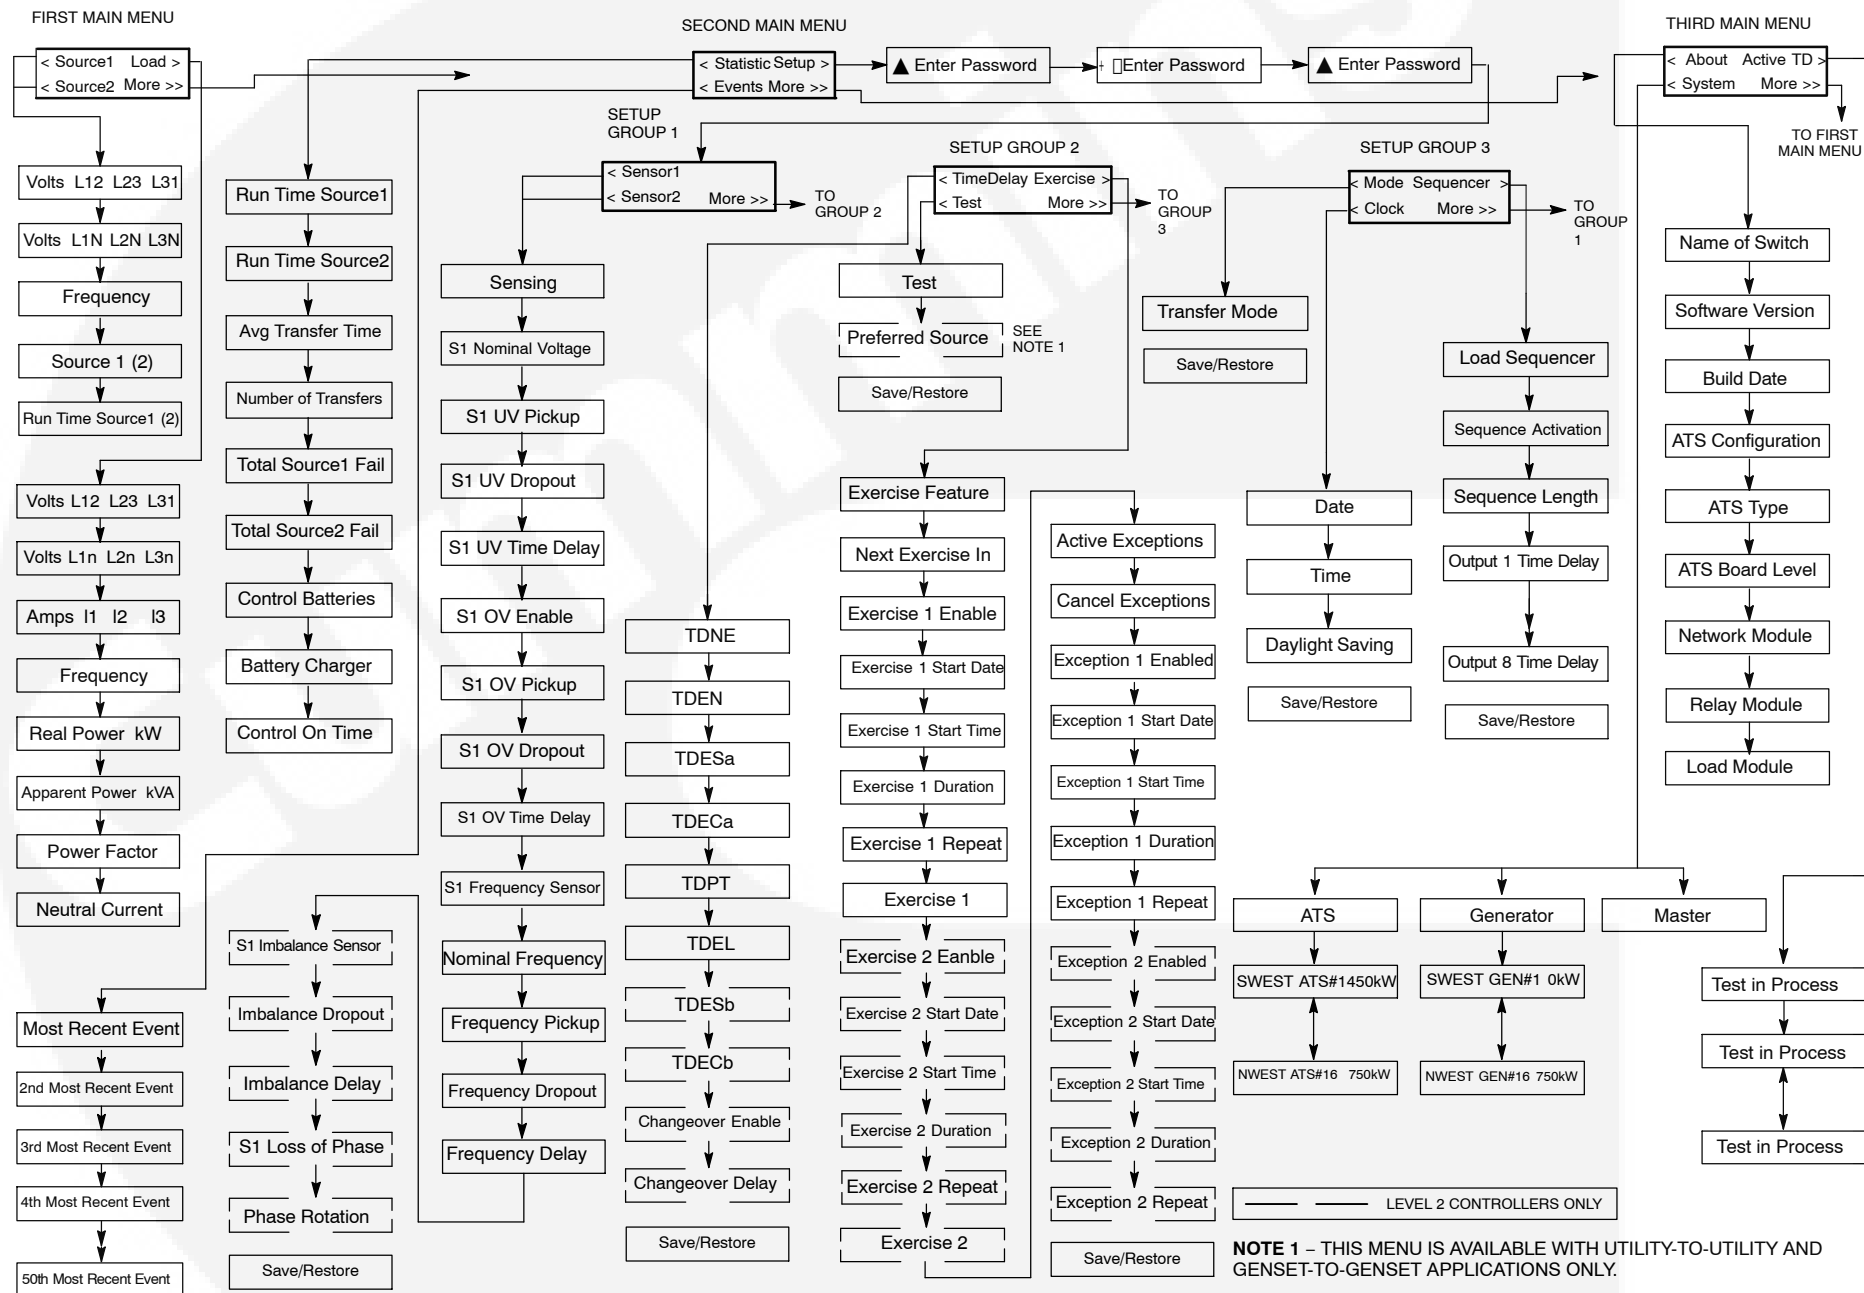 FIRST MAIN MENU
< Source1 Load >
< Source2 More >>
Volts L12 L23 L31
Volts L1N L2N L3N
Frequency
Source 1 (2)
Run Time Source1 (2)
Volts L12 L23 L31
Volts L1n L2n L3n
Amps I1 I2 I3
Frequency
Real Power kW
Apparent Power kVA
Power Factor
Neutral Current
SECOND MAIN MENU
< Statistic Setup >
< Events More >>
▲ Enter Password
Enter Password
▲ Enter Password
Run Time Source1
Run Time Source2
Avg Transfer Time
Number of Transfers
Total Source1 Fail
Total Source2 Fail
Control Batteries
Battery Charger
Control On Time
Most Recent Event
2nd Most Recent Event
3rd Most Recent Event
4th Most Recent Event
50th Most Recent Event
SETUP
GROUP 1
< Sensor1
< Sensor2 More >>
TO
GROUP 2
Sensing
S1 Nominal Voltage
S1 UV Pickup
S1 UV Dropout
S1 UV Time Delay
S1 OV Enable
S1 OV Pickup
S1 OV Dropout
S1 OV Time Delay
S1 Frequency Sensor
Nominal Frequency
Frequency Pickup
Frequency Dropout
Frequency Delay
S1 Imbalance Sensor
Imbalance Dropout
Imbalance Delay
S1 Loss of Phase
Phase Rotation
Save/Restore
SETUP GROUP 2
< TimeDelay Exercise >
< Test More >>
TO
GROUP
3
TDNE
TDEN
TDESa
TDECa
TDPT
TDEL
TDESb
TDECb
Changeover Enable
Changeover Delay
Save/Restore
Test
Preferred Source
SEE
NOTE 1
Save/Restore
Exercise Feature
Next Exercise In
Exercise 1 Enable
Exercise 1 Start Date
Exercise 1 Start Time
Exercise 1 Duration
Exercise 1 Repeat
Exercise 1
Exercise 2 Eanble
Exercise 2 Start Date
Exercise 2 Start Time
Exercise 2 Duration
Exercise 2 Repeat
Exercise 2
Active Exceptions
Cancel Exceptions
Exception 1 Enabled
Exception 1 Start Date
Exception 1 Start Time
Exception 1 Duration
Exception 1 Repeat
Exception 2 Enabled
Exception 2 Start Date
Exception 2 Start Time
Exception 2 Duration
Exception 2 Repeat
Save/Restore
SETUP GROUP 3
< Mode Sequencer >
< Clock More >>
TO
GROUP
1
Transfer Mode
Save/Restore
Date
Time
Daylight Saving
Save/Restore
Load Sequencer
Sequence Activation
Sequence Length
Output 1 Time Delay
Output 8 Time Delay
Save/Restore
THIRD MAIN MENU
< About Active TD >
< System More >>
TO FIRST
MAIN MENU
Name of Switch
Software Version
Build Date
ATS Configuration
ATS Type
ATS Board Level
Network Module
Relay Module
Load Module
ATS
SWEST ATS#1450kW
NWEST ATS#16 750kW
Generator
SWEST GEN#1 0kW
NWEST GEN#16 750kW
Master
Test in Process
Test in Process
Test in Process
LEVEL 2 CONTROLLERS ONLY
NOTE 1 – THIS MENU IS AVAILABLE WITH UTILITY-TO-UTILITY AND
GENSET-TO-GENSET APPLICATIONS ONLY.
Cummins